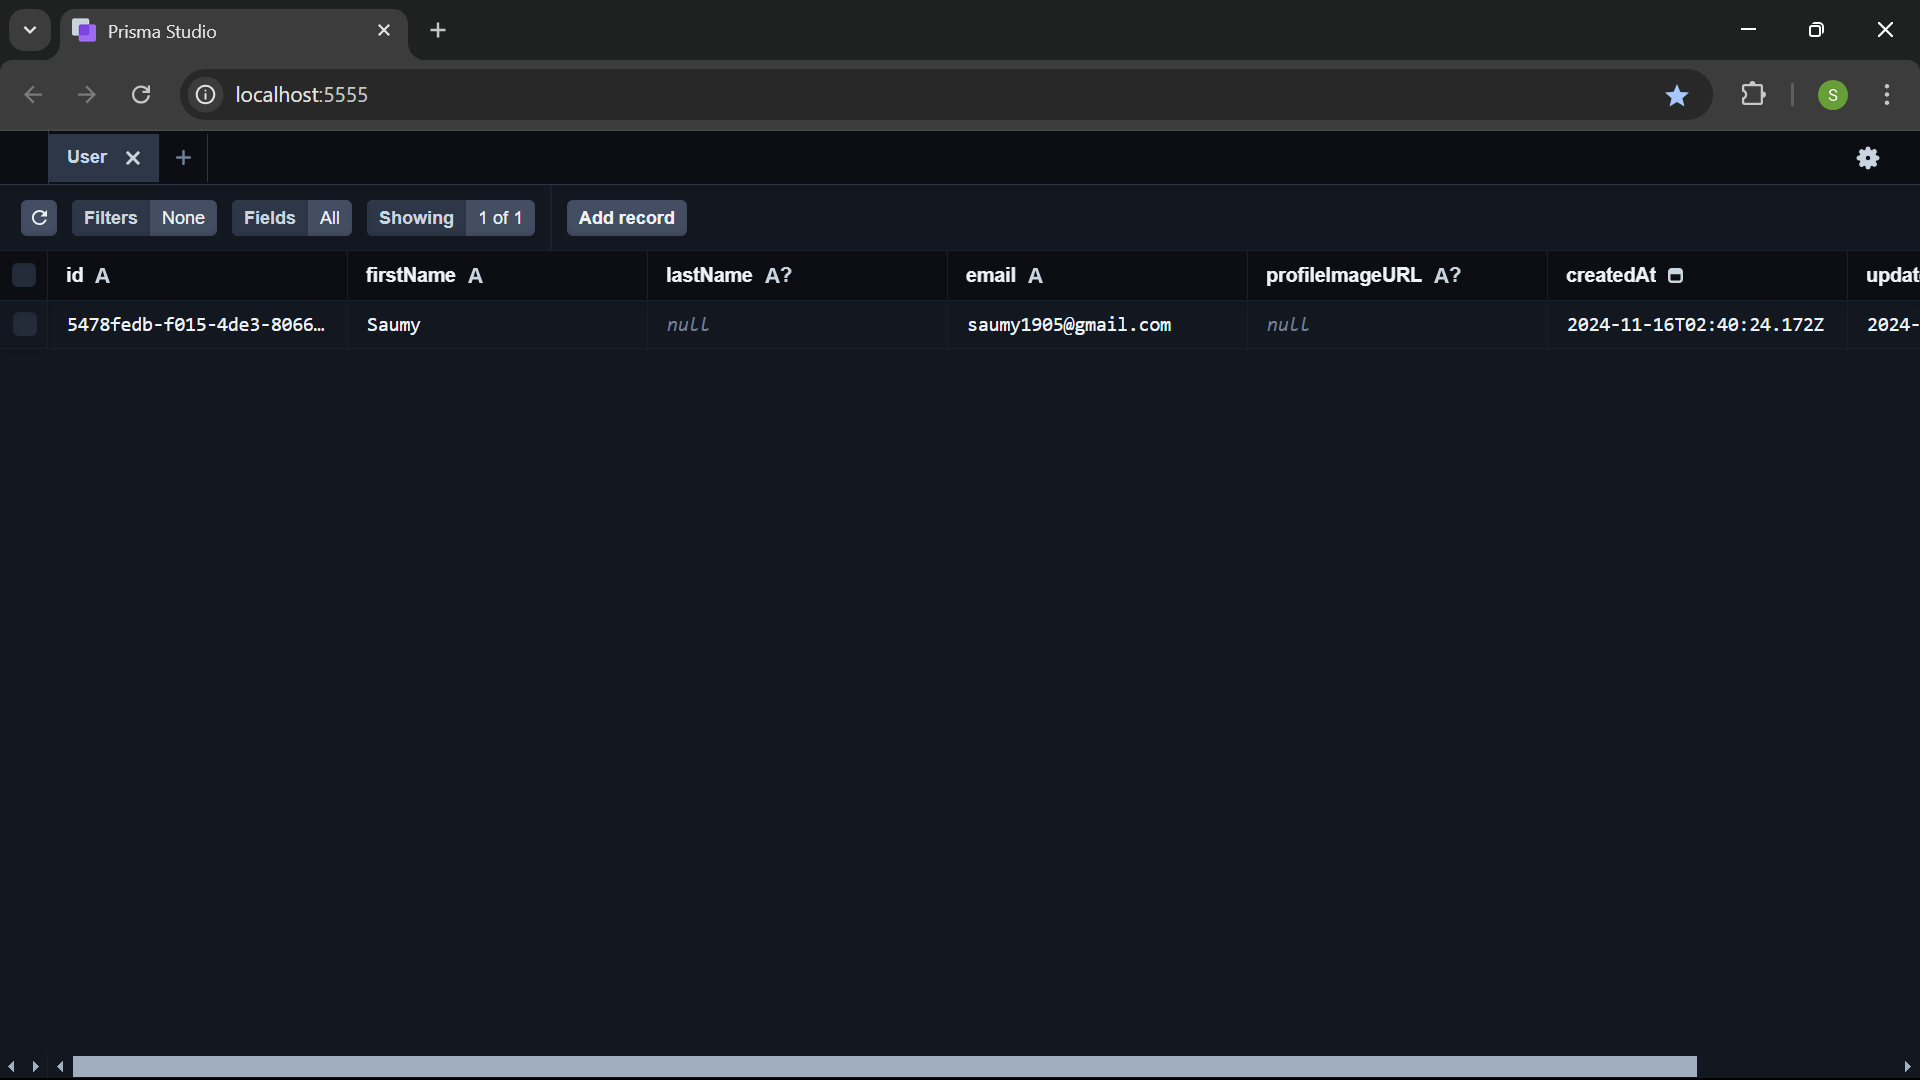 Prisma Studio
localhost:5555
S
User
Filters None Fields All Showing 1 of 1 Add record
id A firstName A lastName A? email A profileImageURL A? createdAt updat
5478fedb-f015-4de3-8066… Saumy null saumy1905@gmail.com null 2024-11-16T02:40:24.172Z 2024-